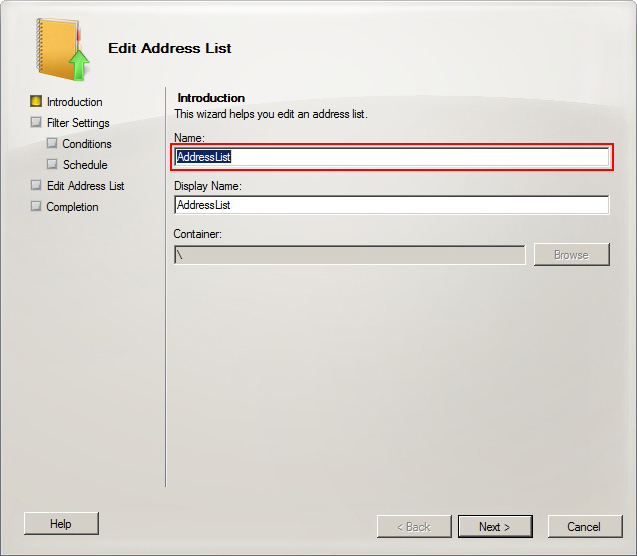 Edit Address List
Introduction
Filter Settings
Conditions
Schedule
Edit Address List
Completion
Introduction
This wizard helps you edit an address list.
Name:
AddressList
Display Name:
AddressList
Container:
\
Browse
Help
< Back
Next >
Cancel